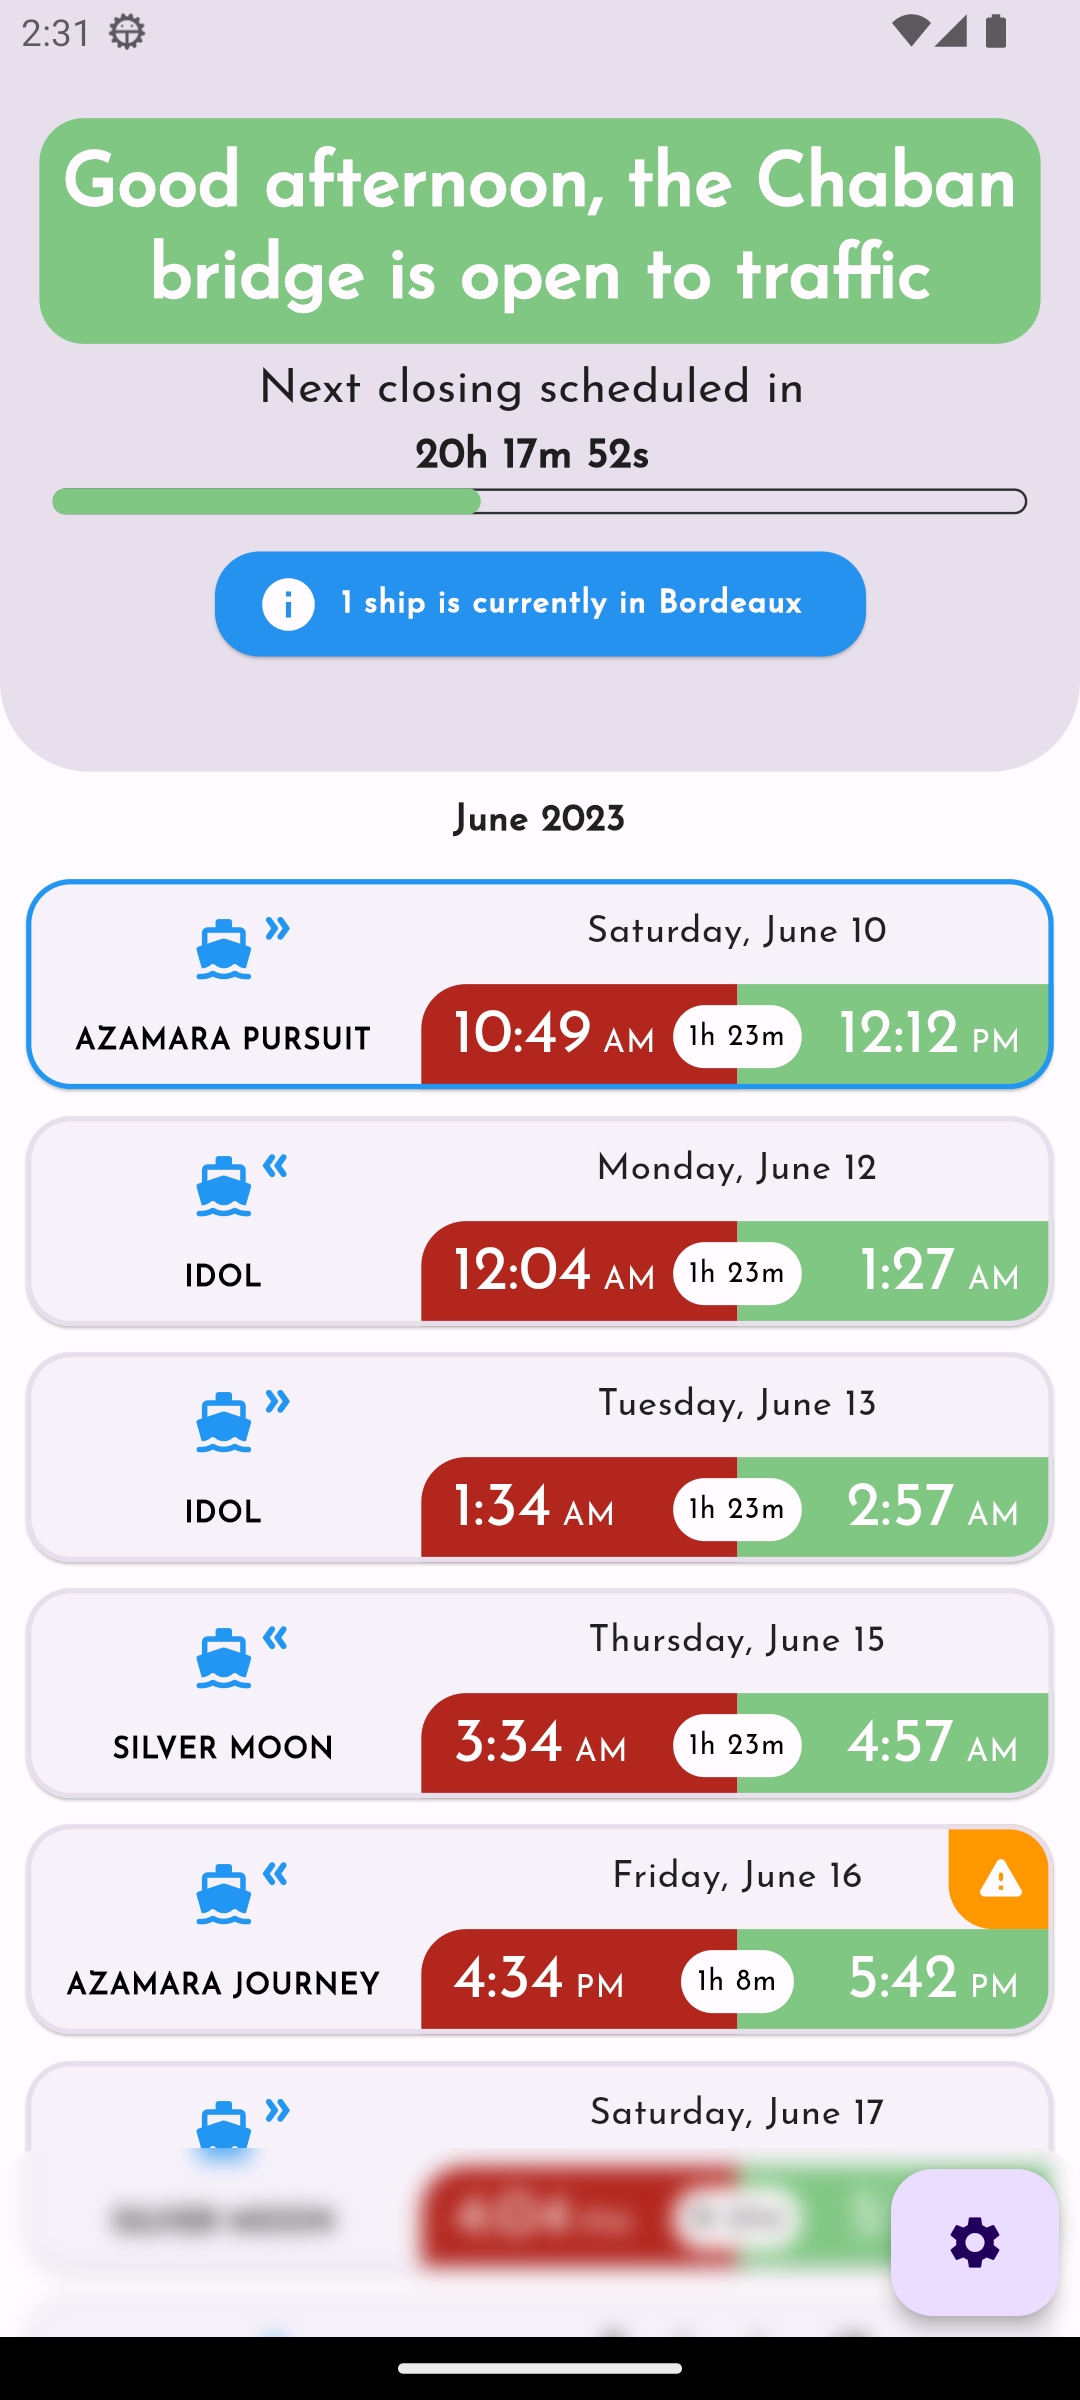 2:31
Good afternoon, the Chaban
bridge is open to traffic
Next closing scheduled in
20h 17m 52s
1 ship is currently in Bordeaux
June 2023
Saturday, June 10
AZAMARA PURSUIT
10:49 AM 1h 23m 12:12 PM
Monday, June 12
IDOL
12:04 AM 1h 23m 1:27 AM
Tuesday, June 13
IDOL
1:34 AM 1h 23m 2:57 AM
Thursday, June 15
SILVER MOON
3:34 AM 1h 23m 4:57 AM
Friday, June 16
AZAMARA JOURNEY
4:34 PM 1h 8m 5:42 PM
Saturday, June 17